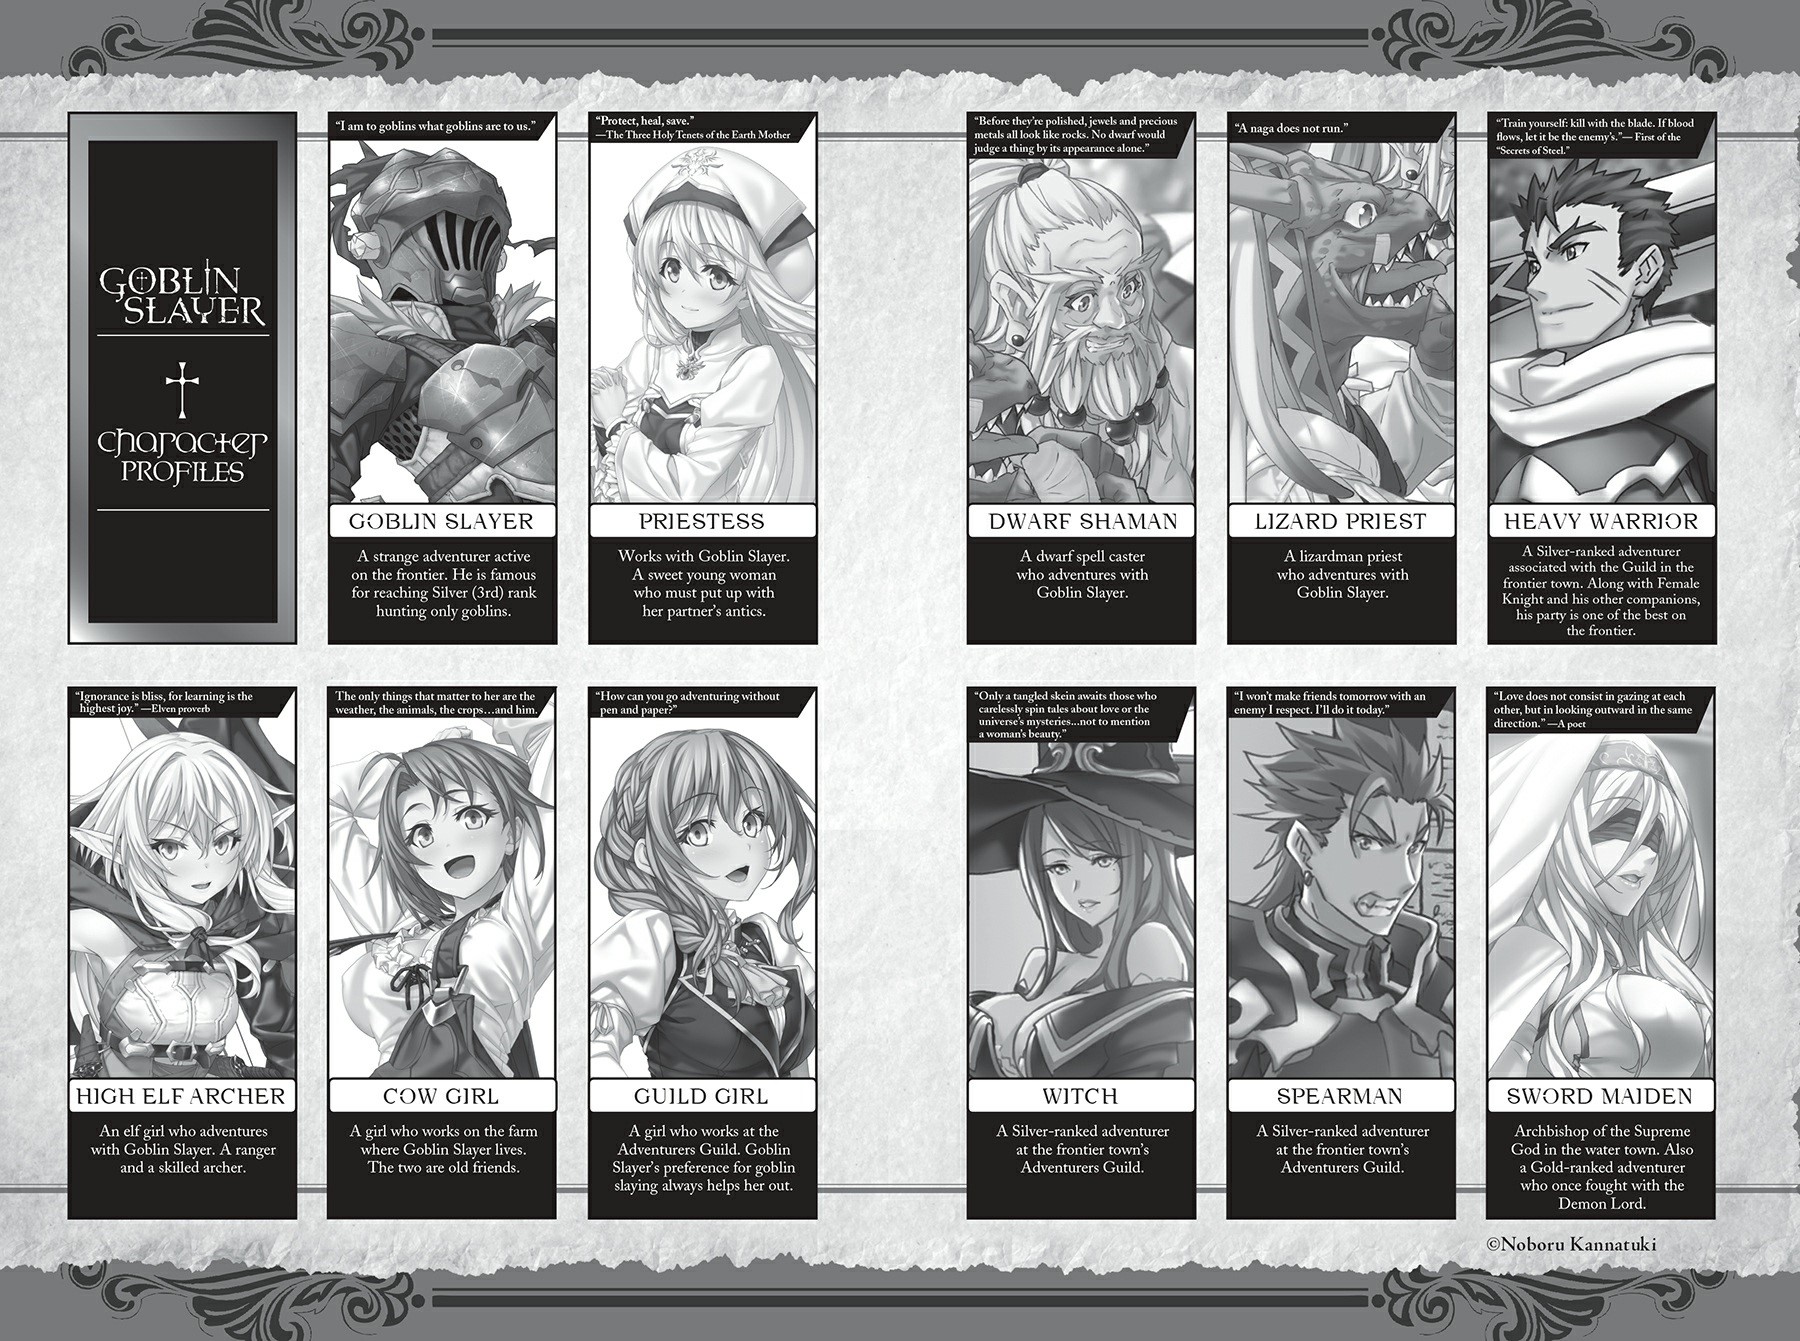 GOBLIN
SLAYER
CHARACTER
PROFILES
“I am to goblins what goblins are to us.”
GOBLIN SLAYER
A strange adventurer active
on the frontier. He is famous
for reaching Silver (3rd) rank
hunting only goblins.
“Protect, heal, save.”
—The Three Holy Tenets of the Earth Mother
PRIESTESS
Works with Goblin Slayer.
A sweet young woman
who must put up with
her partner’s antics.
“Ignorance is bliss, for learning is the
highest joy.” —Elven proverb
HIGH ELF ARCHER
An elf girl who adventures
with Goblin Slayer. A ranger
and a skilled archer.
The only things that matter to her are the
weather, the animals, the crops…and him.
COW GIRL
A girl who works on the farm
where Goblin Slayer lives.
The two are old friends.
“How can you go adventuring without
pen and paper?”
GUILD GIRL
A girl who works at the
Adventurers Guild. Goblin
Slayer’s preference for goblin
slaying always helps her out.
“Before they’re polished, jewels and precious
metals all look like rocks. No dwarf would
judge a thing by its appearance alone.”
DWARF SHAMAN
A dwarf spell caster
who adventures with
Goblin Slayer.
“A naga does not run.”
LIZARD PRIEST
A lizardman priest
who adventures with
Goblin Slayer.
“Train yourself: kill with the blade. If blood
flows, let it be the enemy’s.”— First of the
“Secrets of Steel.”
HEAVY WARRIOR
A Silver-ranked adventurer
associated with the Guild in the
frontier town. Along with Female
Knight and his other companions,
his party is one of the best on
the frontier.
“Only a tangled skein awaits those who
carelessly spin tales about love or the
universe’s mysteries...not to mention
a woman’s beauty.”
WITCH
A Silver-ranked adventurer
at the frontier town’s
Adventurers Guild.
“I won’t make friends tomorrow with an
enemy I respect. I’ll do it today.”
SPEARMAN
A Silver-ranked adventurer
at the frontier town’s
Adventurers Guild.
“Love does not consist in gazing at each
other, but in looking outward in the same
direction.” —A poet
SWORD MAIDEN
Archbishop of the Supreme
God in the water town. Also
a Gold-ranked adventurer
who once fought with the
Demon Lord.
©Noboru Kannatuki